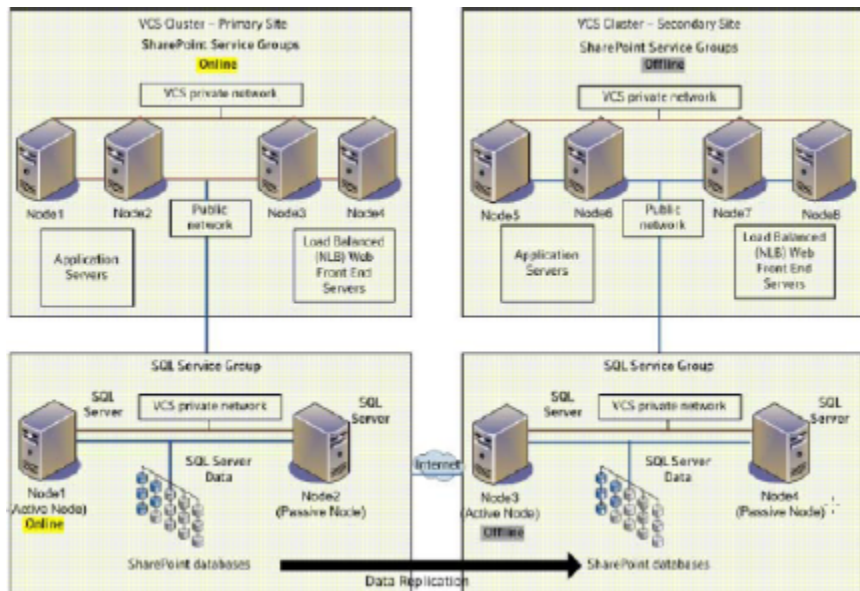 VCS Cluster - Primary Site
SharePoint Service Groups
Online
VCS private network
Node1
Node2
Node3
Node4
Public network
Application Servers
Load Balanced
(NLB) Web
Front End
Servers
VCS Cluster - Secondary Site
SharePoint Service Groups
Offline
VCS private network
Node5
Node6
Node7
Node8
Public network
Application Servers
Load Balanced
(NLB) Web
Front End
Servers
SQL Service Group
SQL Server
VCS private network
SQL Server
SQL Server Data
Node1
(Active Node)
Online
Node2
(Passive Node)
SharePoint databases
Internet
SQL Service Group
SQL Server
VCS private network
SQL Server
SQL Server Data
Node3
(Active Node)
Offline
Node4
(Passive Node)
SharePoint databases
Data Replication